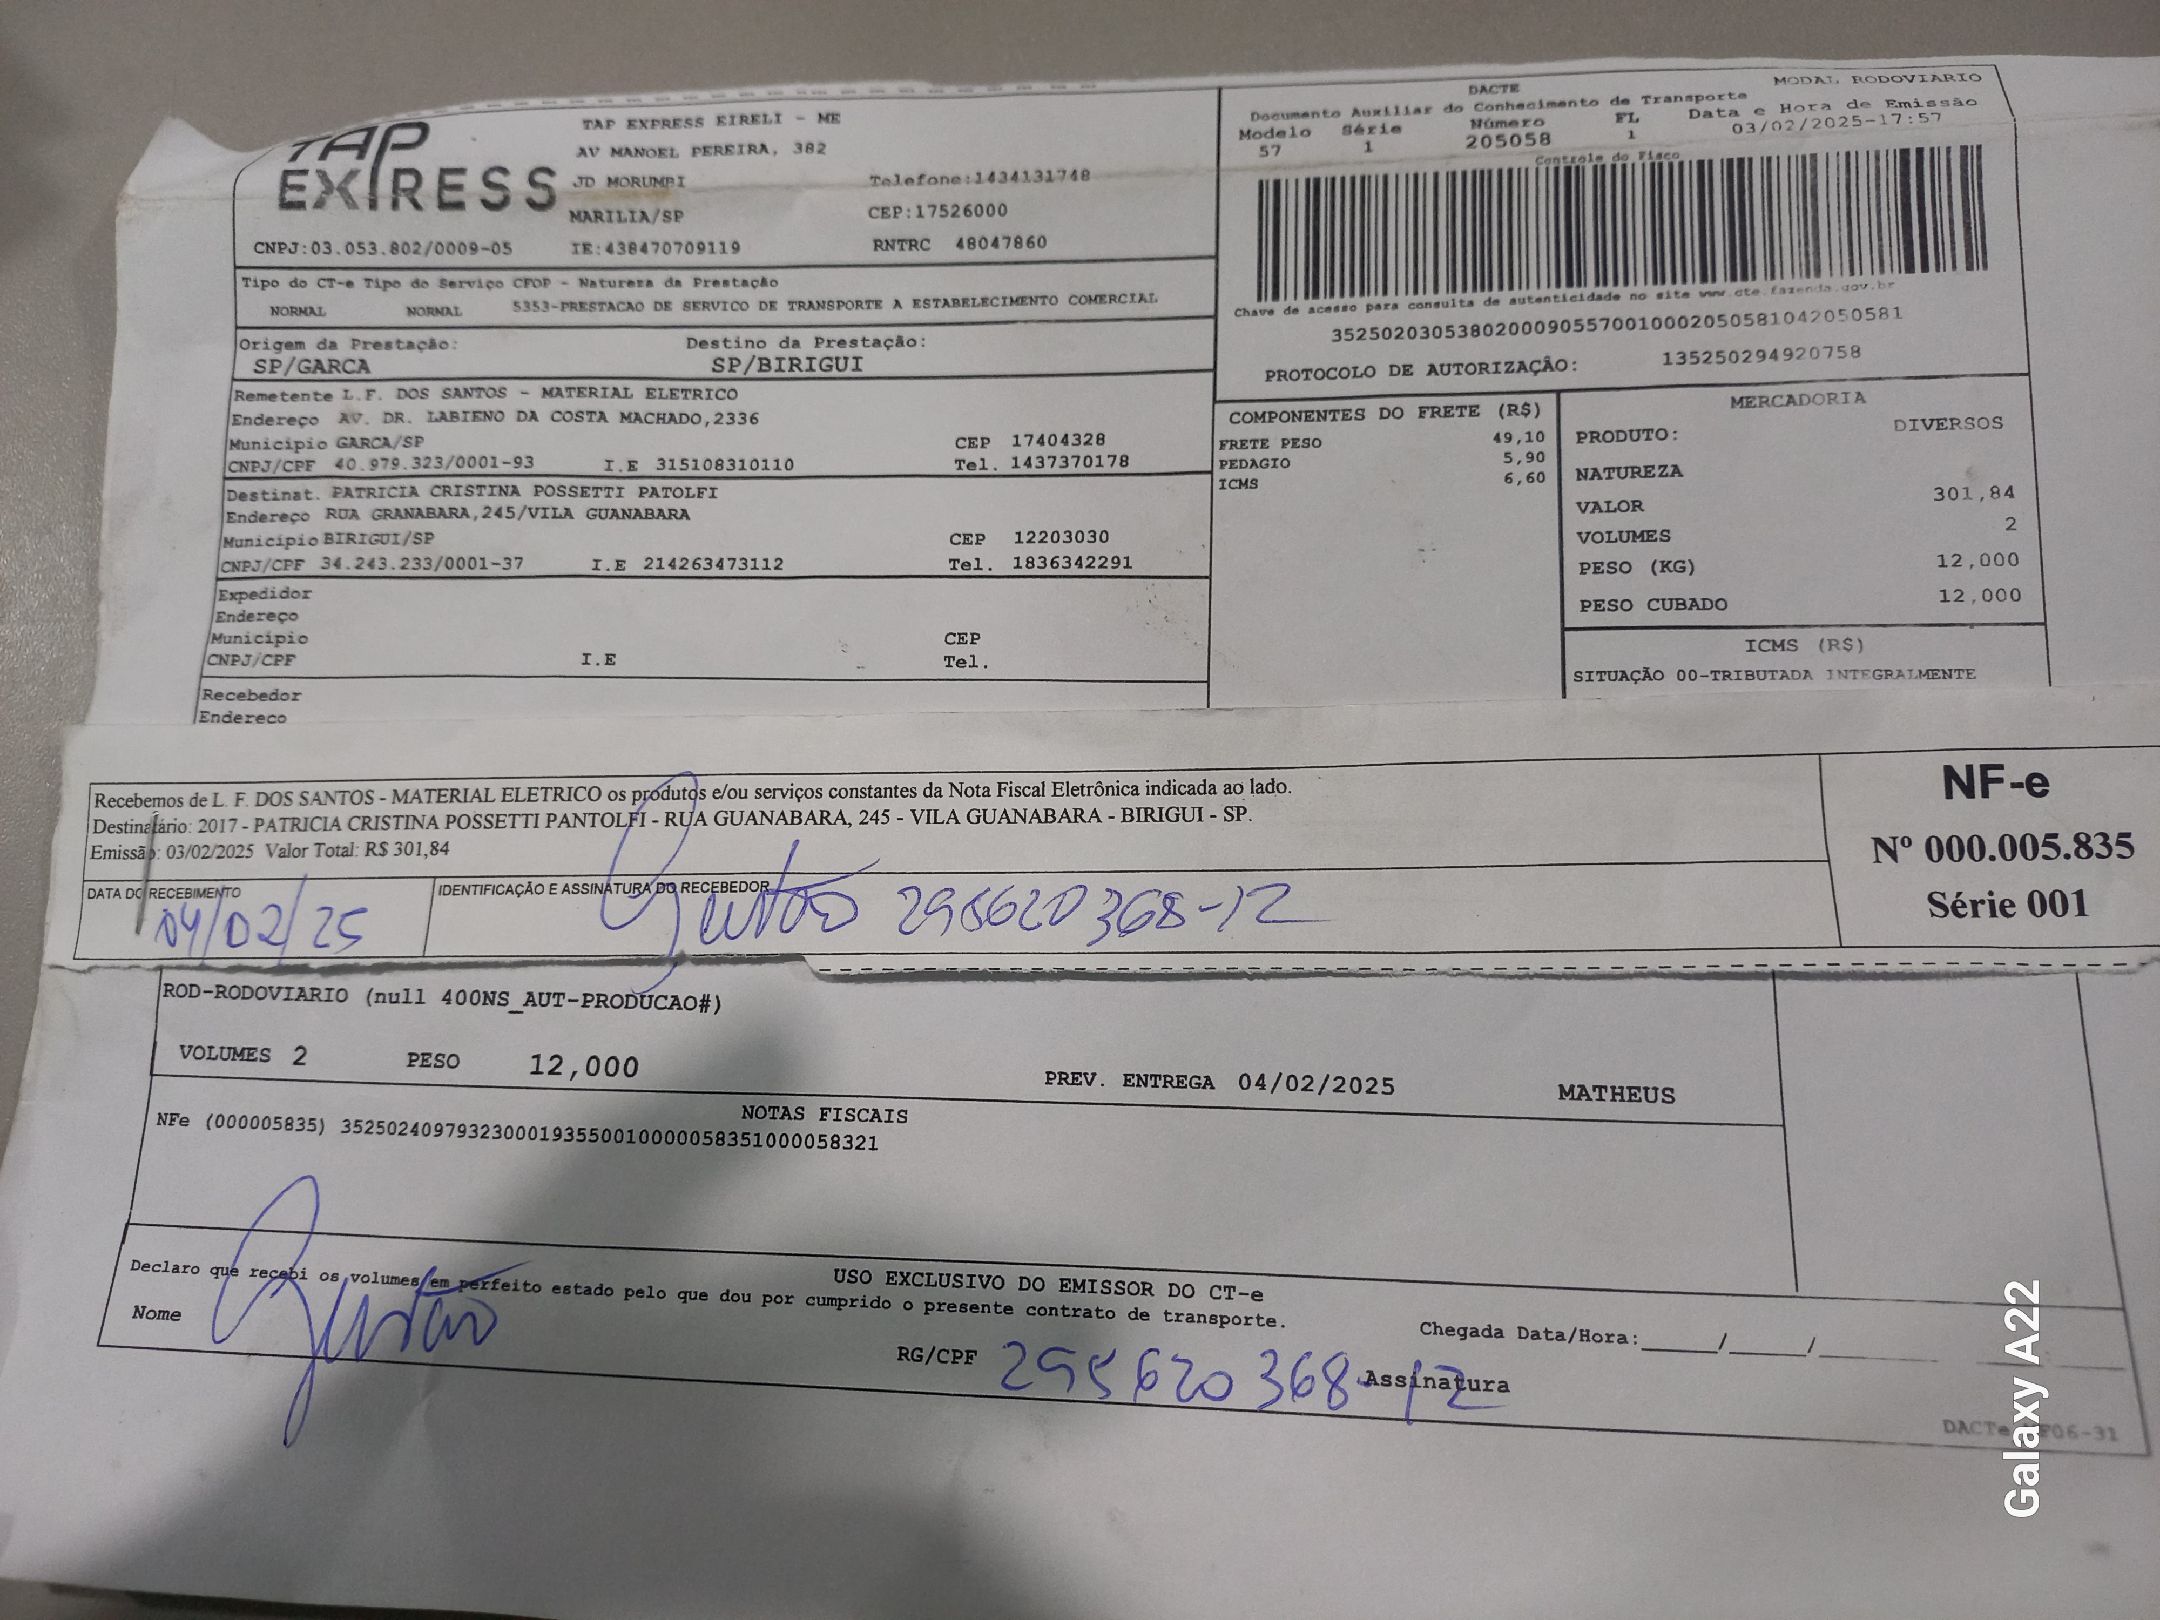 TAP EXPRESS
TAP EXPRESS EIRELI - ME
AV MANOEL PEREIRA, 382
JD MORUMBI Telefone:1434131748
MARILIA/SP CEP:17526000
CNPJ:03.053.802/0009-05 IE:438470709119 RNTRC 48047860
DACTE MODAL RODOVIARIO
Documento Auxiliar do Conhecimento de Transporte
Modelo Série Número FL Data e Hora de Emissão
57 1 205058 1 03/02/2025-17:57
Controle do Fisco
Chave de acesso para consulta de autenticidade no site www.cte.fazenda.gov.br
35250203053802000905570010002050581042050581
PROTOCOLO DE AUTORIZAÇÃO: 135250294920758
Tipo do CT-e Tipo do Serviço CFOP - Natureza da Prestação
NORMAL NORMAL 5353-PRESTACAO DE SERVICO DE TRANSPORTE A ESTABELECIMENTO COMERCIAL
Origem da Prestação: Destino da Prestação:
SP/GARCA SP/BIRIGUI
Remetente L.F. DOS SANTOS - MATERIAL ELETRICO
Endereço AV. DR. LABIENO DA COSTA MACHADO,2336
Município GARCA/SP CEP 17404328
CNPJ/CPF 40.979.323/0001-93 I.E 315108310110 Tel. 1437370178
Destinat. PATRICIA CRISTINA POSSETTI PATOLFI
Endereço RUA GRANABARA,245/VILA GUANABARA
Município BIRIGUI/SP CEP 12203030
CNPJ/CPF 34.243.233/0001-37 I.E 214263473112 Tel. 1836342291
Expedidor
Endereço
Município CEP
CNPJ/CPF I.E Tel.
Recebedor
Endereco
COMPONENTES DO FRETE (R$)
FRETE PESO 49,10
PEDAGIO 5,90
ICMS 6,60
MERCADORIA
PRODUTO: DIVERSOS
NATUREZA
VALOR 301,84
VOLUMES 2
PESO (KG) 12,000
PESO CUBADO 12,000
ICMS (R$)
SITUAÇÃO 00-TRIBUTADA INTEGRALMENTE
Recebemos de L. F. DOS SANTOS - MATERIAL ELETRICO os produtos e/ou serviços constantes da Nota Fiscal Eletrônica indicada ao lado.
Destinatário: 2017 - PATRICIA CRISTINA POSSETTI PANTOLFI - RUA GUANABARA, 245 - VILA GUANABARA - BIRIGUI - SP.
Emissão: 03/02/2025 Valor Total: R$ 301,84
DATA DO RECEBIMENTO IDENTIFICAÇÃO E ASSINATURA DO RECEBEDOR
04/02/25 295620368-12
NF-e
Nº 000.005.835
Série 001
ROD-RODOVIARIO (null 400NS_AUT-PRODUCAO#)
VOLUMES 2 PESO 12,000 PREV. ENTREGA 04/02/2025 MATHEUS
NOTAS FISCAIS
NFe (000005835) 35250240979323000193550010000058351000058321
USO EXCLUSIVO DO EMISSOR DO CT-e
Declaro que recebi os volumes em perfeito estado pelo que dou por cumprido o presente contrato de transporte.
Nome RG/CPF 295620368-12 Assinatura
Chegada Data/Hora:_____/_____/_____
Galaxy A22